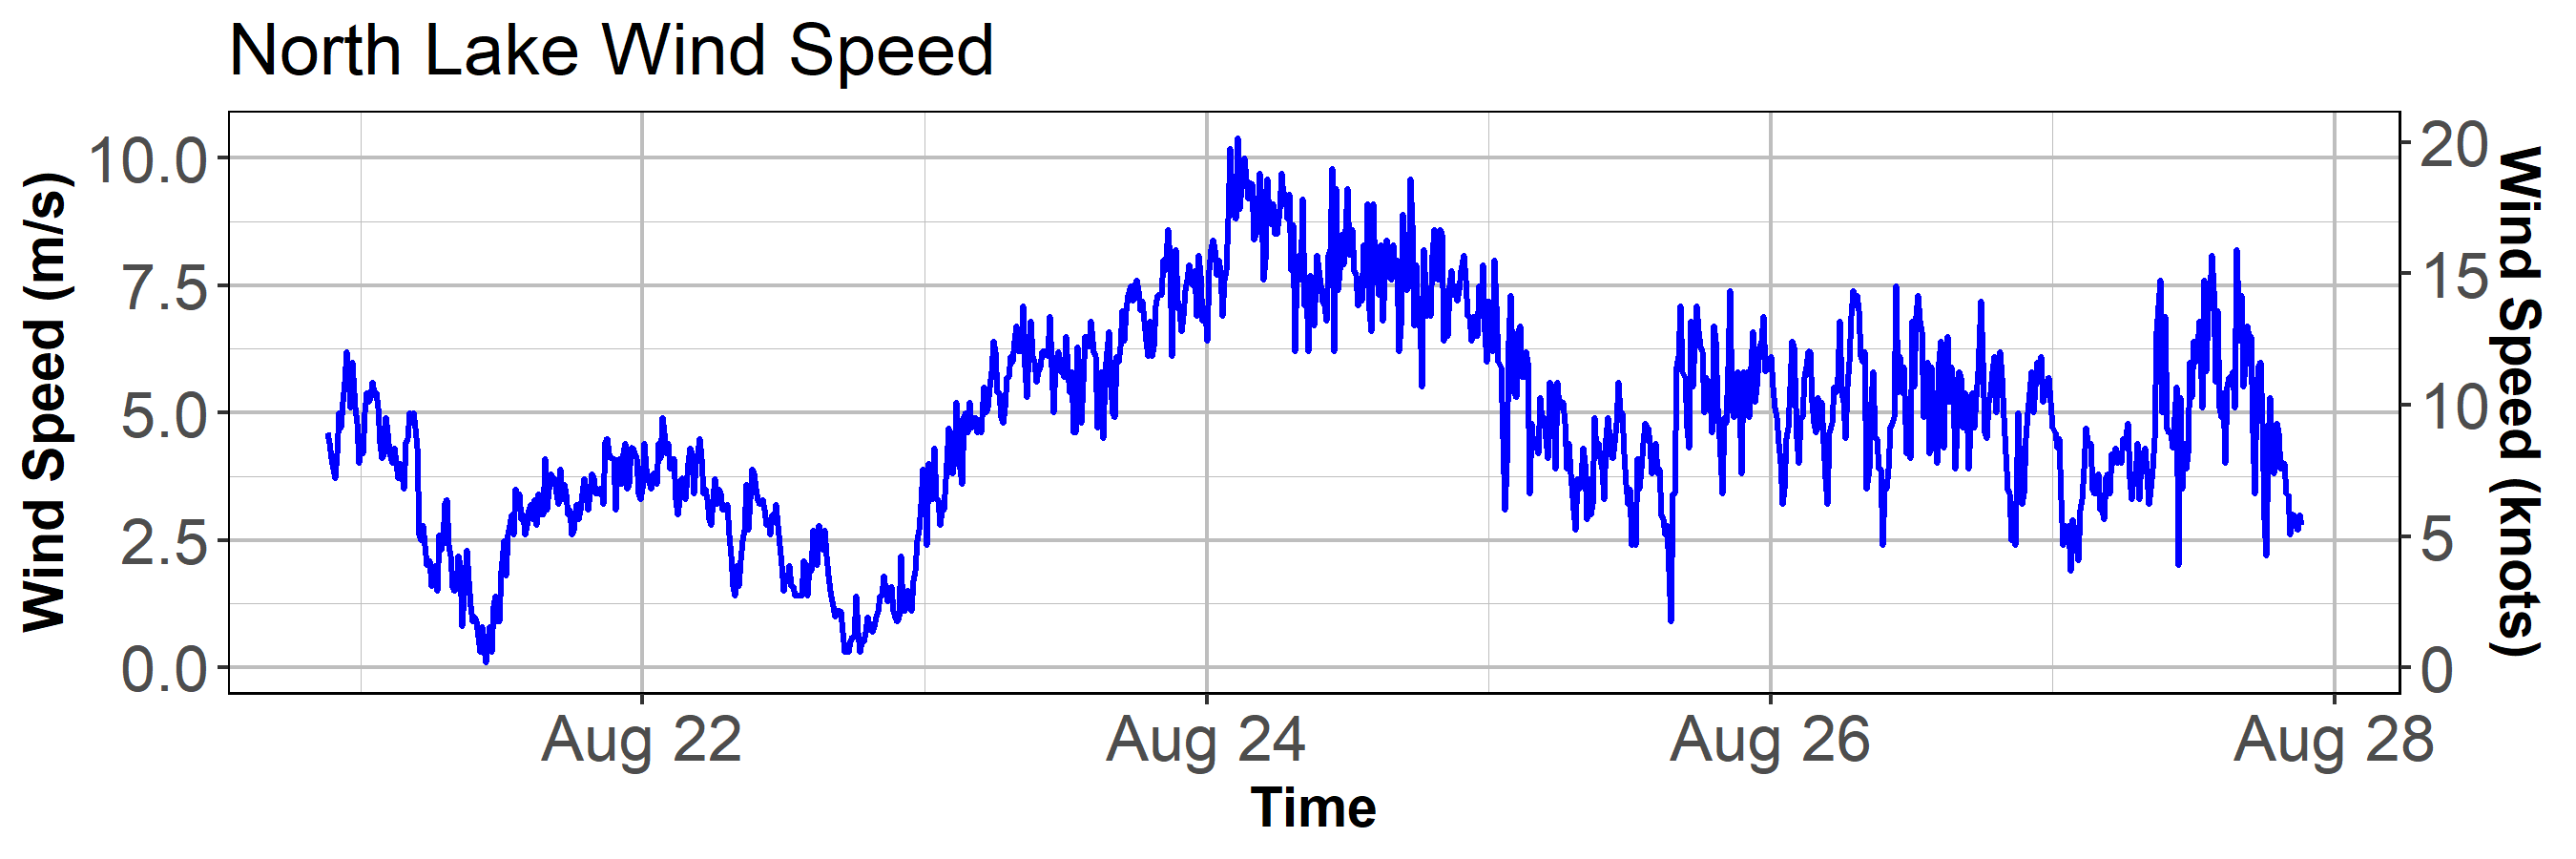 North Lake Wind Speed
Wind Speed (m/s)
10.0
7.5
5.0
2.5
0.0
20
15
10
5
0
Wind Speed (knots)
Aug 22
Aug 24
Aug 26
Aug 28
Time